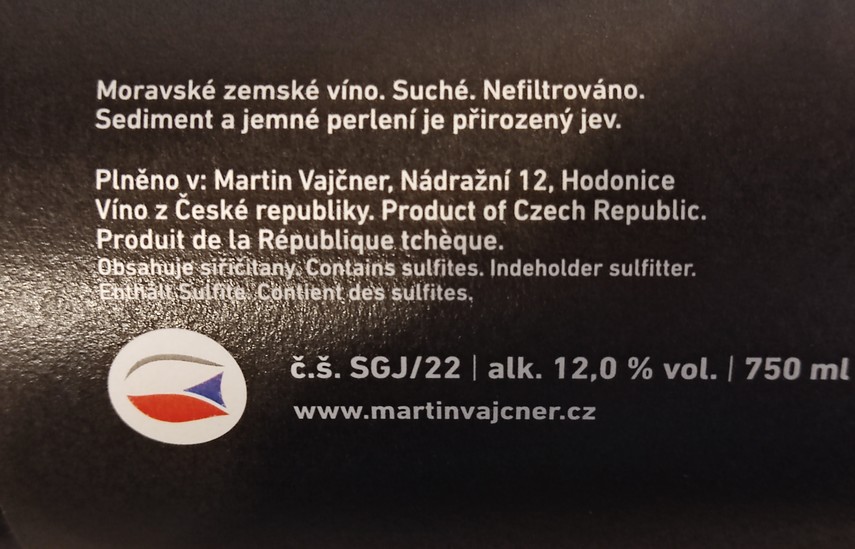 Moravské zemské víno. Suché. Nefiltrováno.
Sediment a jemné perlení je přirozený jev.
Plněno v: Martin Vajčner, Nádražní 12, Hodonice
Víno z České republiky. Product of Czech Republic.
Produit de la République tchèque.
Obsahuje siřičitany. Contains sulfites. Indeholder sulfitter.
Enthält Sulfite. Contient des sulfites.
č.š. SGJ/22 | alk. 12,0 % vol. | 750 ml
www.martinvajcner.cz